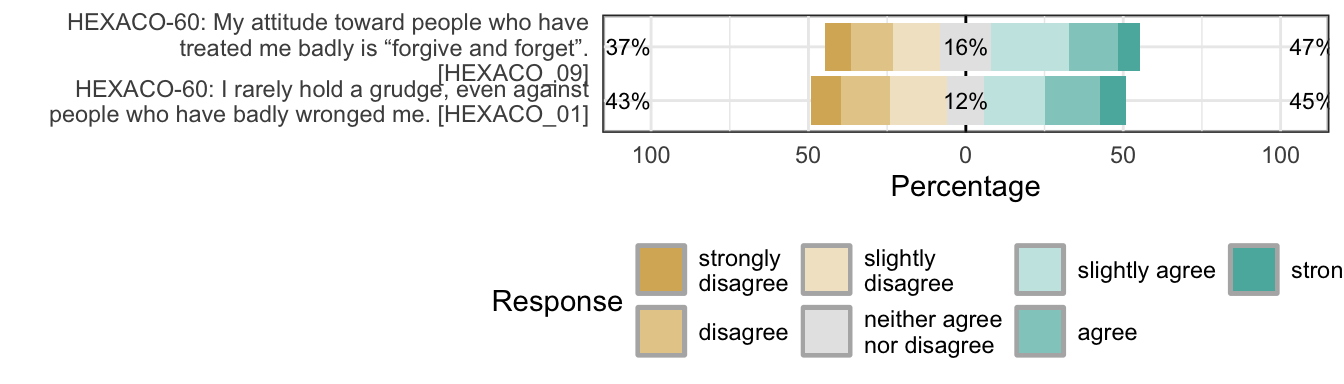 HEXACO-60: My attitude toward people who have
treated me badly is “forgive and forget”.
[HEXACO_09]
HEXACO-60: I rarely hold a grudge, even against
people who have badly wronged me. [HEXACO_01]
37% 16% 47%
43% 12% 45%
100 50 0 50 100
Percentage
Response
strongly
disagree
disagree
slightly
disagree
neither agree
nor disagree
slightly agree
agree
stron